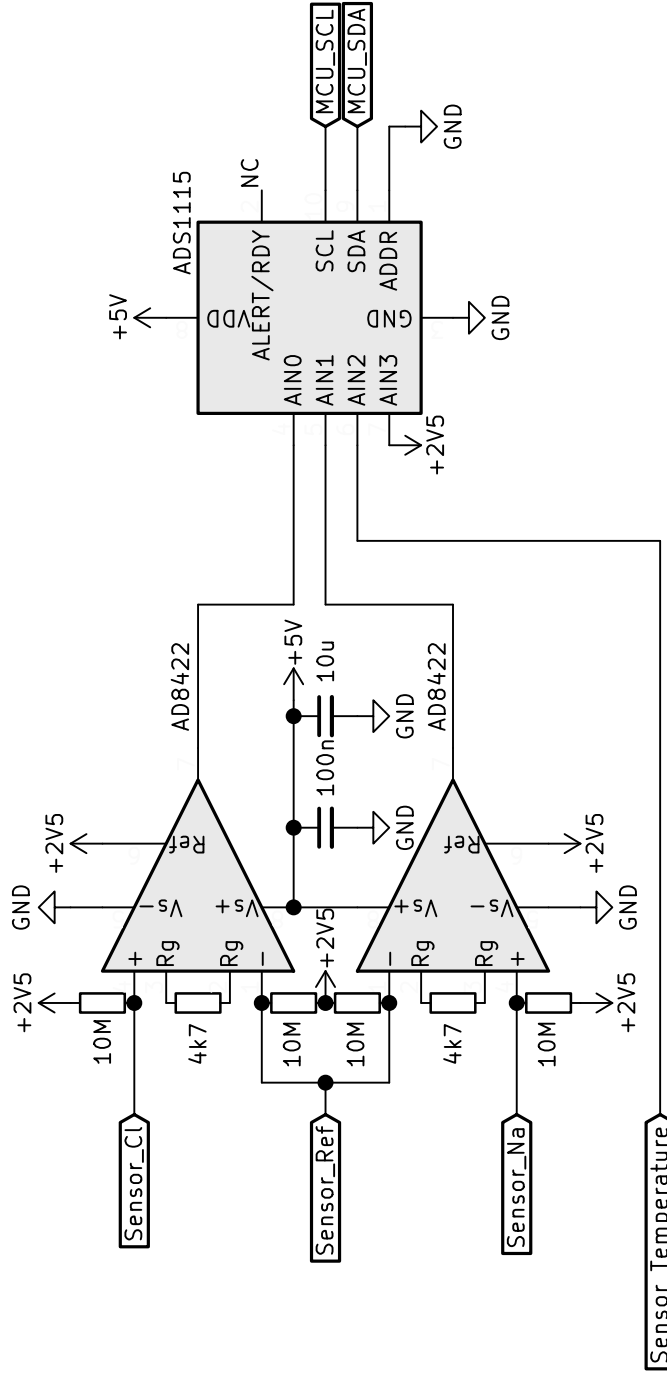 MCU_SCL
MCU_SDA
GND
NC
ADS1115
+5V
VDD
ALERT/RDY
SCL
SDA
ADDR
GND
GND
AIN0
AIN1
AIN2
AIN3
+2V5
AD8422
+5V
10u
GND
100n
GND
AD8422
+2V5
Ref
GND
Vs-
Vs+
+
Rg
Rg
-
+2V5
10M
4k7
10M
+2V5
10M
Ref
+2V5
Vs+
Vs-
GND
-
Rg
Rg
+
4k7
10M
+2V5
Sensor_Cl
Sensor_Ref
Sensor_Na
Sensor_Temperature